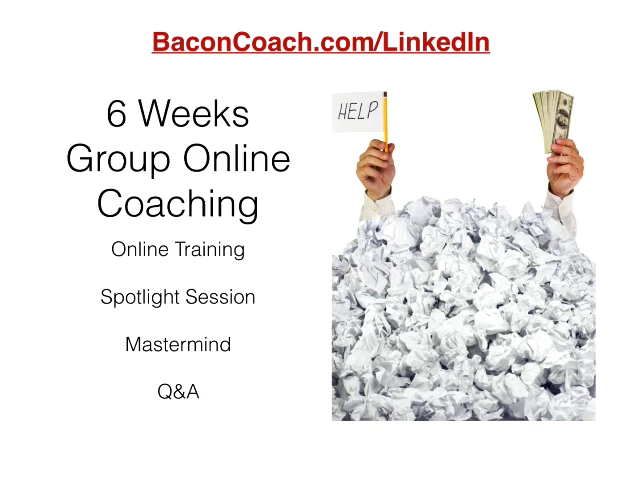 BaconCoach.com/LinkedIn
6 Weeks
Group Online
Coaching
Online Training
Spotlight Session
Mastermind
Q&A
HELP